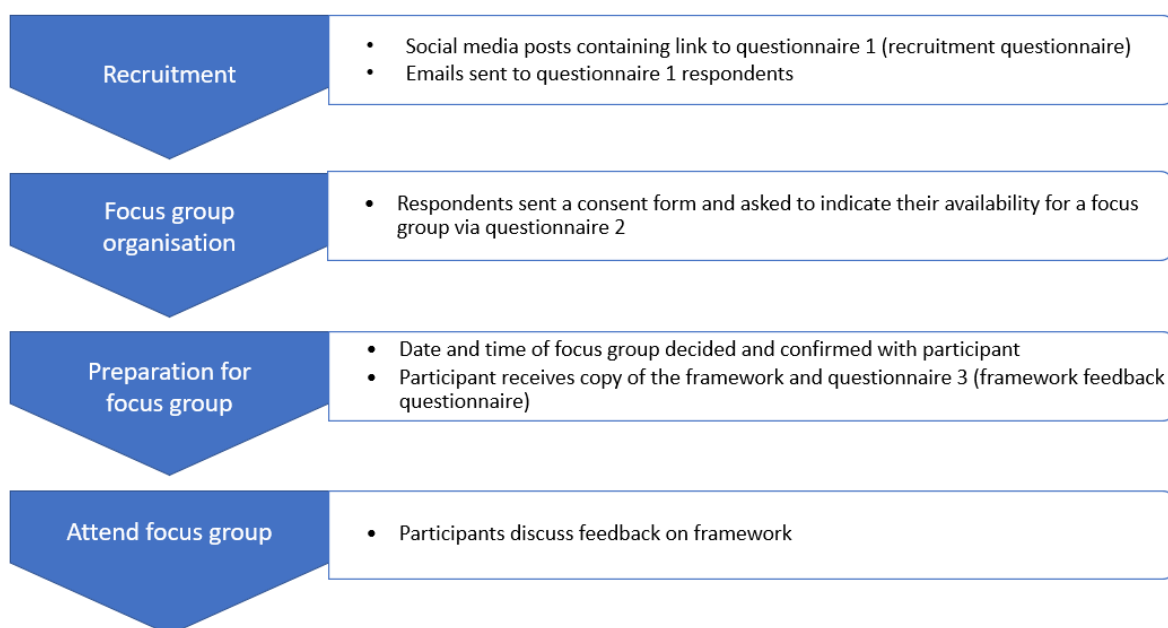 Recruitment
• Social media posts containing link to questionnaire 1 (recruitment questionnaire)
• Emails sent to questionnaire 1 respondents
Focus group
organisation
• Respondents sent a consent form and asked to indicate their availability for a focus
group via questionnaire 2
Preparation for
focus group
• Date and time of focus group decided and confirmed with participant
• Participant receives copy of the framework and questionnaire 3 (framework feedback
questionnaire)
Attend focus group
• Participants discuss feedback on framework